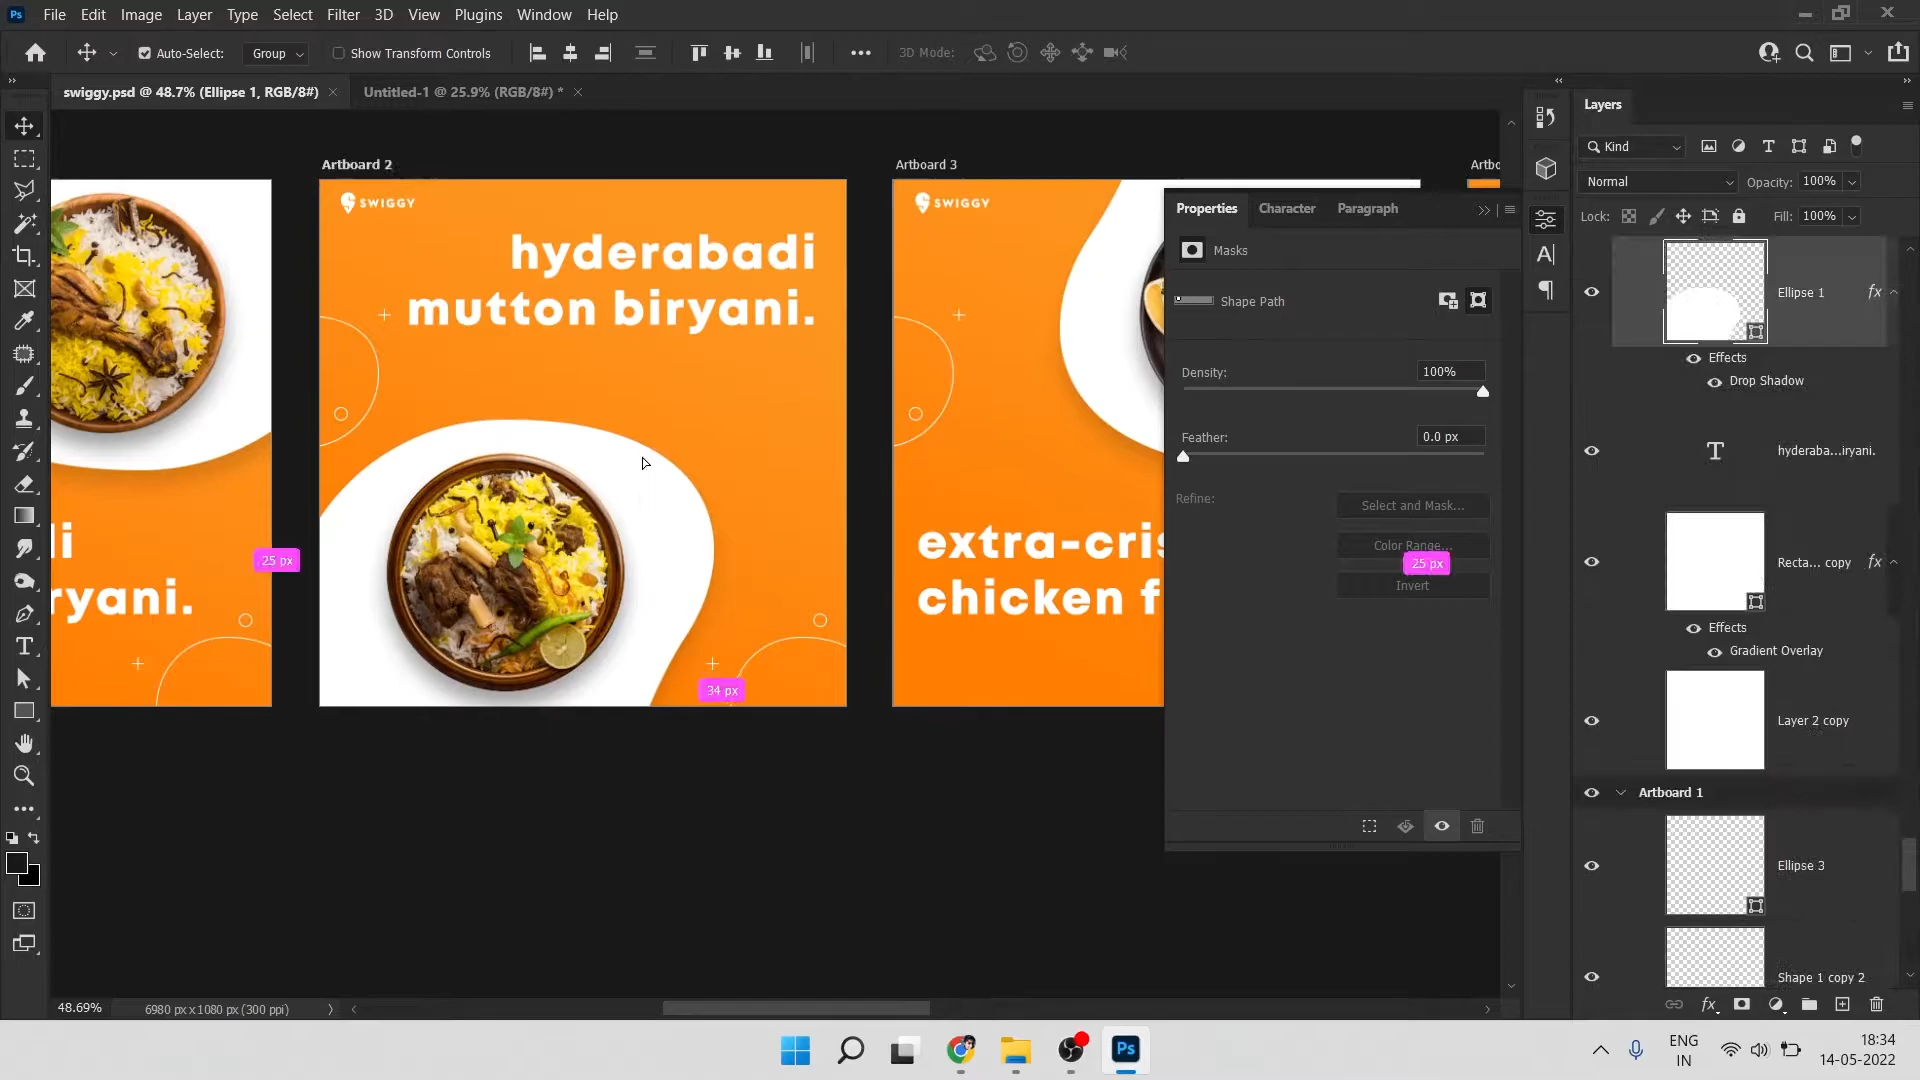 Ps File Edit Image Layer Type Select Filter 3D View Plugins Window Help
Auto-Select: Group Show Transform Controls 3D Mode:
swiggy.psd @ 48.7% (Ellipse 1, RGB/8#) Untitled-1 @ 25.9% (RGB/8#) *
Artboard 2
Artboard 3
Artbo
SWIGGY
hyderabadi
mutton biryani.
SWIGGY
extra-cris
chicken f
li
ryani.
25 px
34 px
25 px
Properties Character Paragraph
Masks
Shape Path
Density: 100%
Feather: 0.0 px
Refine: Select and Mask...
Color Range...
Invert
Layers
Kind
Normal Opacity: 100%
Lock: Fill: 100%
Ellipse 1 fx
Effects
Drop Shadow
T hyderaba...iryani.
Recta... copy fx
Effects
Gradient Overlay
Layer 2 copy
Artboard 1
Ellipse 3
Shape 1 copy 2
fx
48.69% 6980 px x 1080 px (300 ppi)
Ps
ENG
IN
18:34
14-05-2022